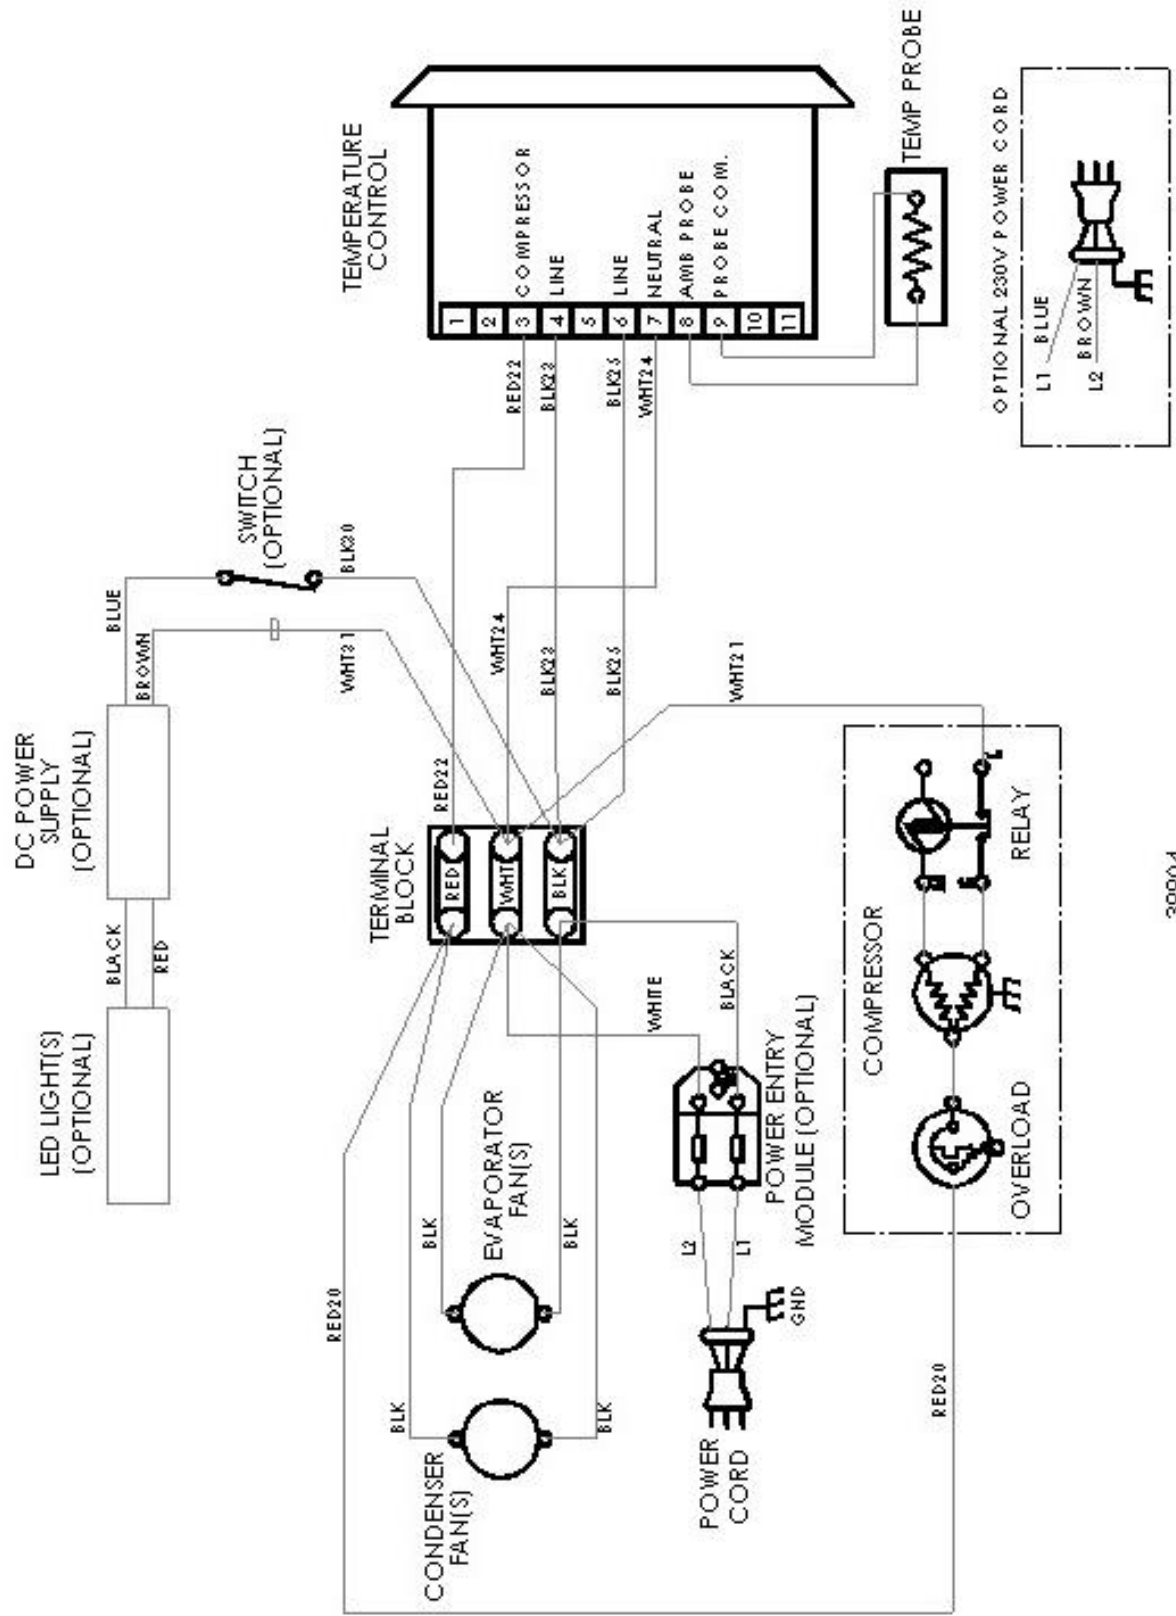 LED LIGHT(S)
(OPTIONAL)
BLACK
RED
DC POWER
SUPPLY
(OPTIONAL)
BLUE
BROWN
SWITCH
(OPTIONAL)
WHT31
BLK30
TEMPERATURE
CONTROL
1
2
3
4
5
6
7
8
9
10
11
COMPRESSOR
LINE
LINE
NEUTRAL
AMB PROBE
PROBE COM.
RED22
BLK23
BLK25
WHT24
TEMP PROBE
OPTIONAL 230V POWER CORD
L1
BLUE
BROWN
L2
TERMINAL
BLOCK
RED
WHT
BLK
RED22
WHT24
BLK23
BLK25
WHT21
RED20
BLK
BLK
BLK
BLK
CONDENSER
FAN(S)
EVAPORATOR
FAN(S)
WHITE
BLACK
POWER ENTRY
MODULE (OPTIONAL)
L2
L1
GND
POWER
CORD
COMPRESSOR
OVERLOAD
RELAY
RED20